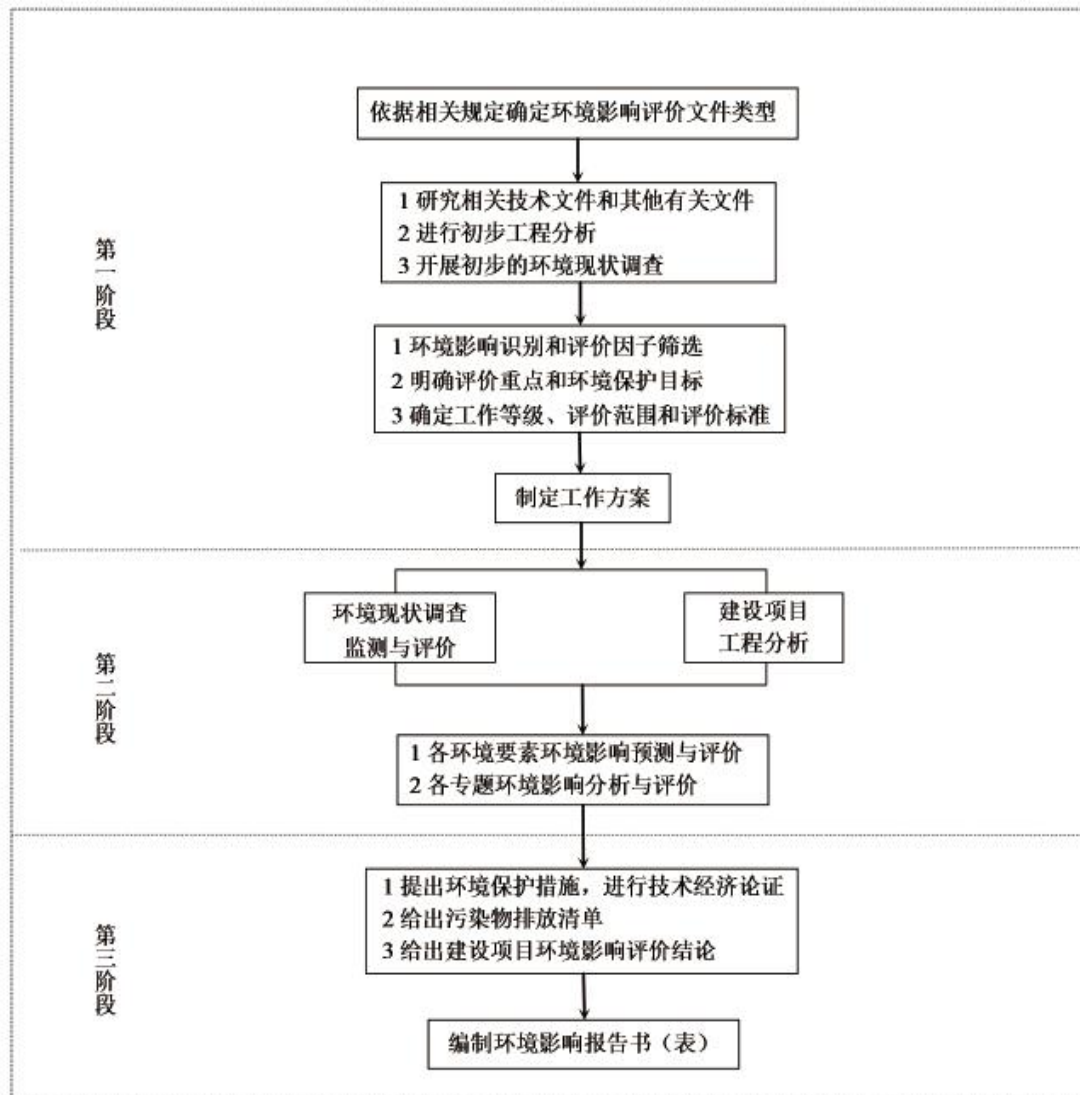 依据相关规定确定环境影响评价文件类型
1 研究相关技术文件和其他有关文件
2 进行初步工程分析
3 开展初步的环境现状调查
第一阶段
1 环境影响识别和评价因子筛选
2 明确评价重点和环境保护目标
3 确定工作等级、评价范围和评价标准
制定工作方案
环境现状调查
监测与评价
建设项目
工程分析
第二阶段
1 各环境要素环境影响预测与评价
2 各专题环境影响分析与评价
1 提出环境保护措施，进行技术经济论证
2 给出污染物排放清单
3 给出建设项目环境影响评价结论
第三阶段
编制环境影响报告书（表）